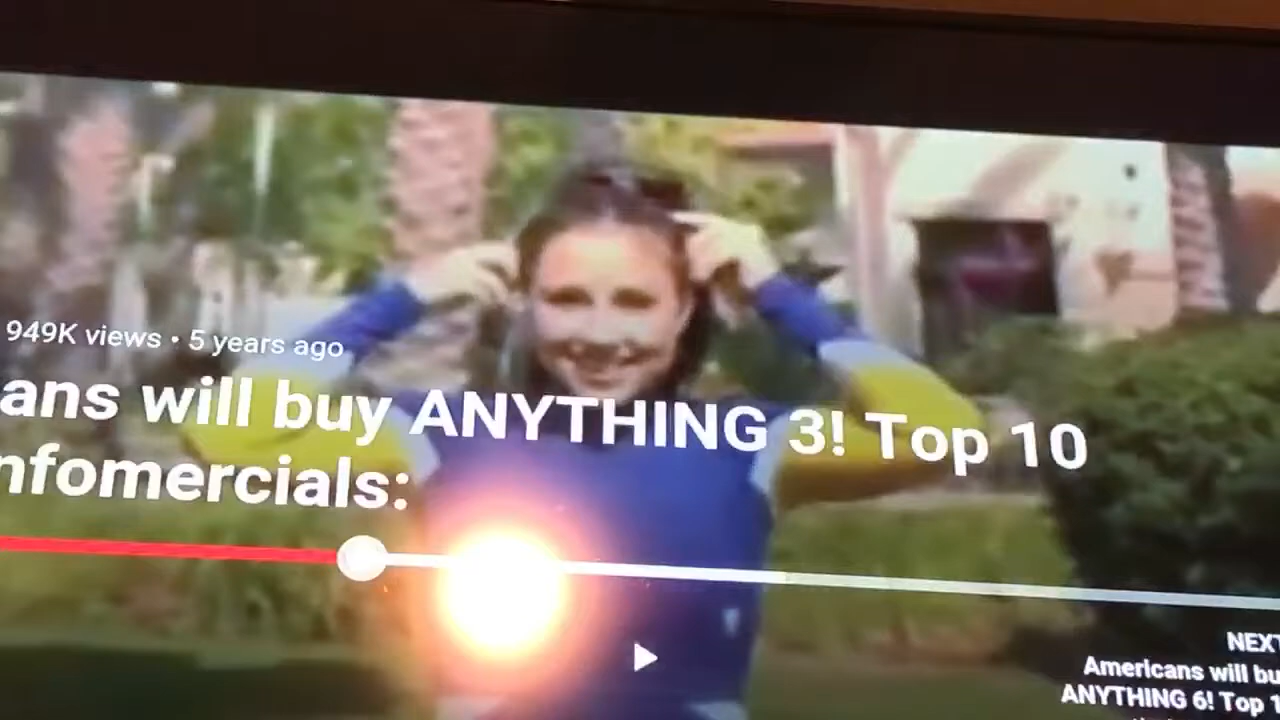 949K views • 5 years ago
ans will buy ANYTHING 3! Top 10
nfomercials:
NEXT
Americans will bu
ANYTHING 6! Top 1